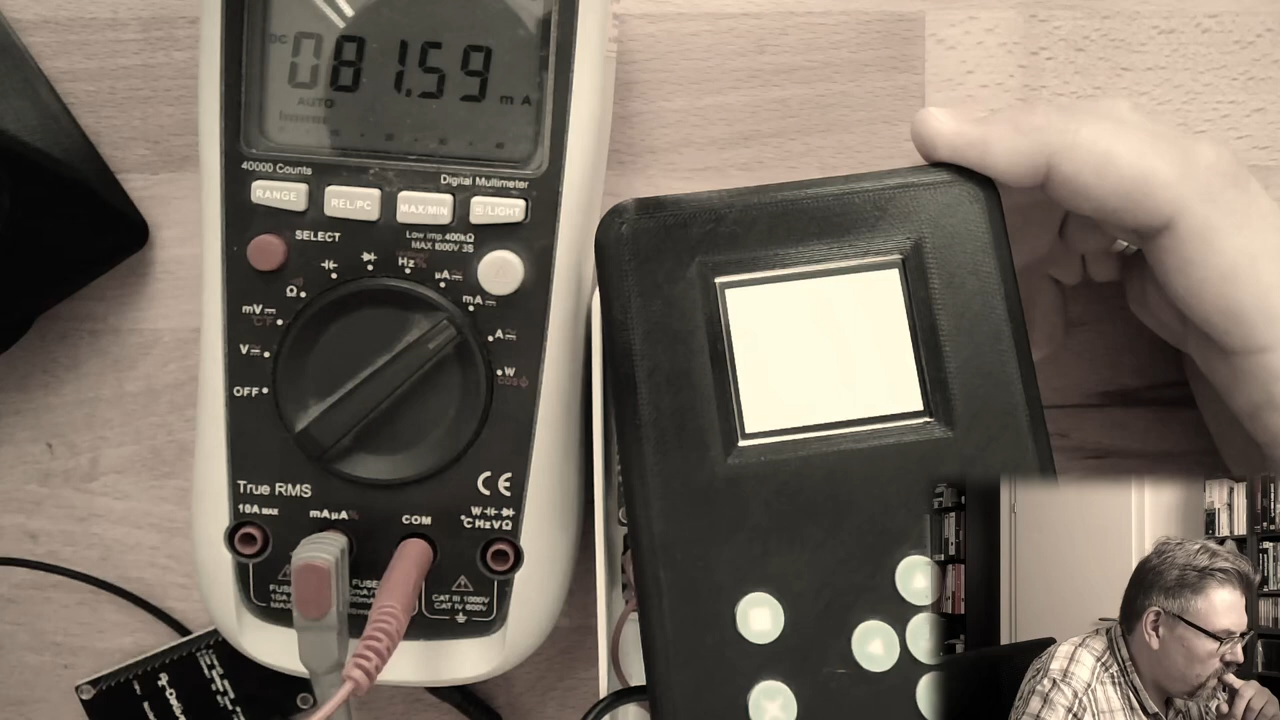 DC
081.59
mA
AUTO
40000 Counts
Digital Multimeter
RANGE
REL/PC
MAX/MIN
H/LIGHT
SELECT
Low imp.400kΩ
MAX 1000V 3S
Hz
Ω
µA
mV
mA
V
A
OFF
W
True RMS
CE
10A MAX
mAµA
COM
°CHzVΩ
CAT III 1000V
CAT IV 600V